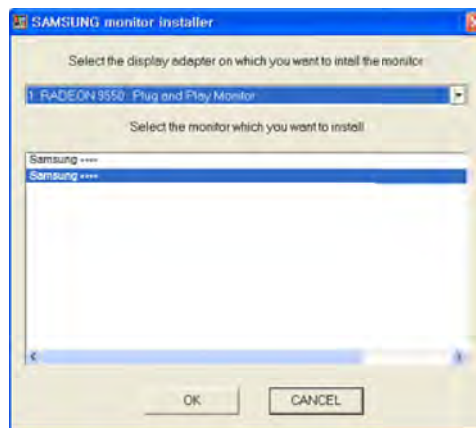 SAMSUNG monitor installer
Select the display adapter on which you want to intall the monitor
1. RADEON 9550 : Plug and Play Monitor
Select the monitor which you want to install
Samsung ••••
Samsung ••••
OK
CANCEL